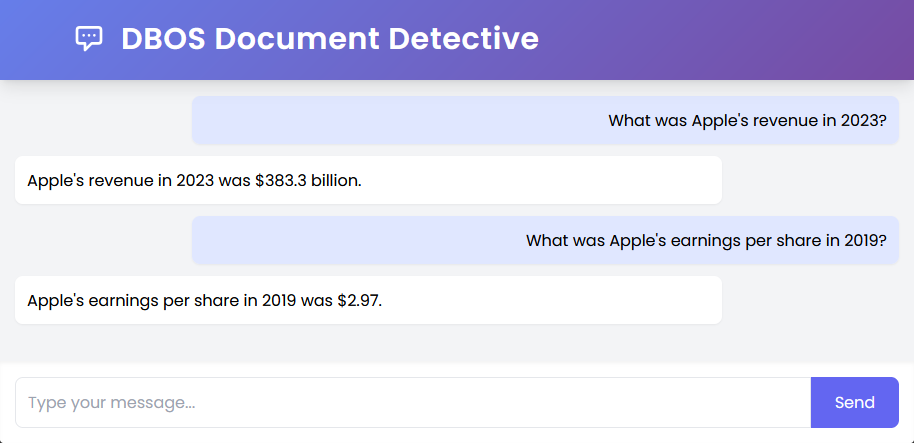 DBOS Document Detective
What was Apple's revenue in 2023?
Apple's revenue in 2023 was $383.3 billion.
What was Apple's earnings per share in 2019?
Apple's earnings per share in 2019 was $2.97.
Type your message...
Send